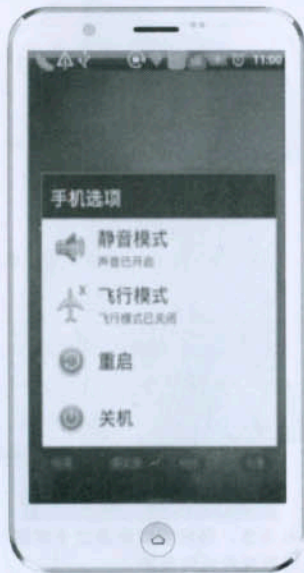 11:00
手机选项
静音模式
声音已开启
飞行模式
飞行模式已关闭
重启
关机